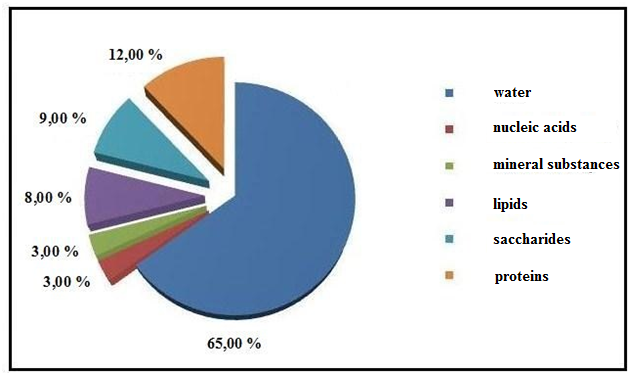 12,00 %
9,00 %
8,00 %
3,00 %
3,00 %
65,00 %
water
nucleic acids
mineral substances
lipids
saccharides
proteins